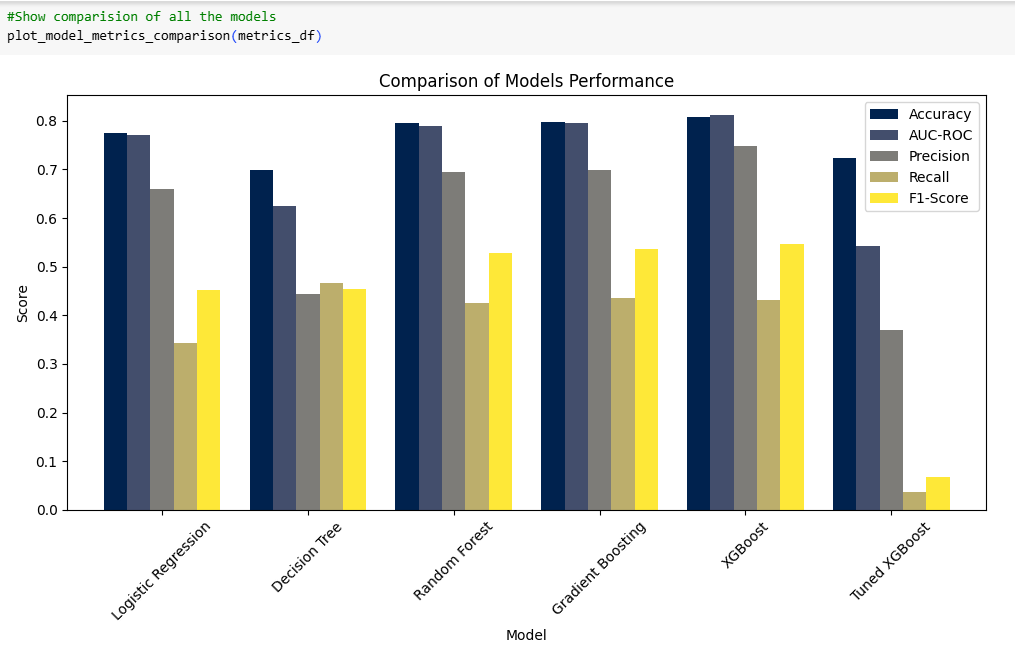 #Show comparision of all the models
plot_model_metrics_comparison(metrics_df)
Comparison of Models Performance
Accuracy
AUC-ROC
Precision
Recall
F1-Score
0.8
0.7
0.6
0.5
0.4
0.3
0.2
0.1
0.0
Score
Logistic Regression
Decision Tree
Random Forest
Gradient Boosting
XGBoost
Tuned XGBoost
Model